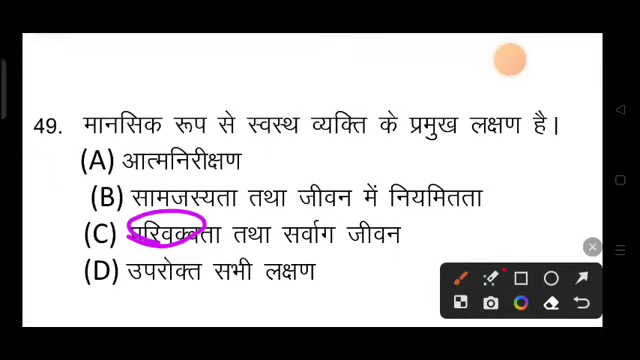 49. मानसिक रूप से स्वस्थ व्यक्ति के प्रमुख लक्षण है।
(A) आत्मनिरीक्षण
(B) सामजस्यता तथा जीवन में नियमितता
(C) परिवक्वता तथा सर्वाग जीवन
(D) उपरोक्त सभी लक्षण